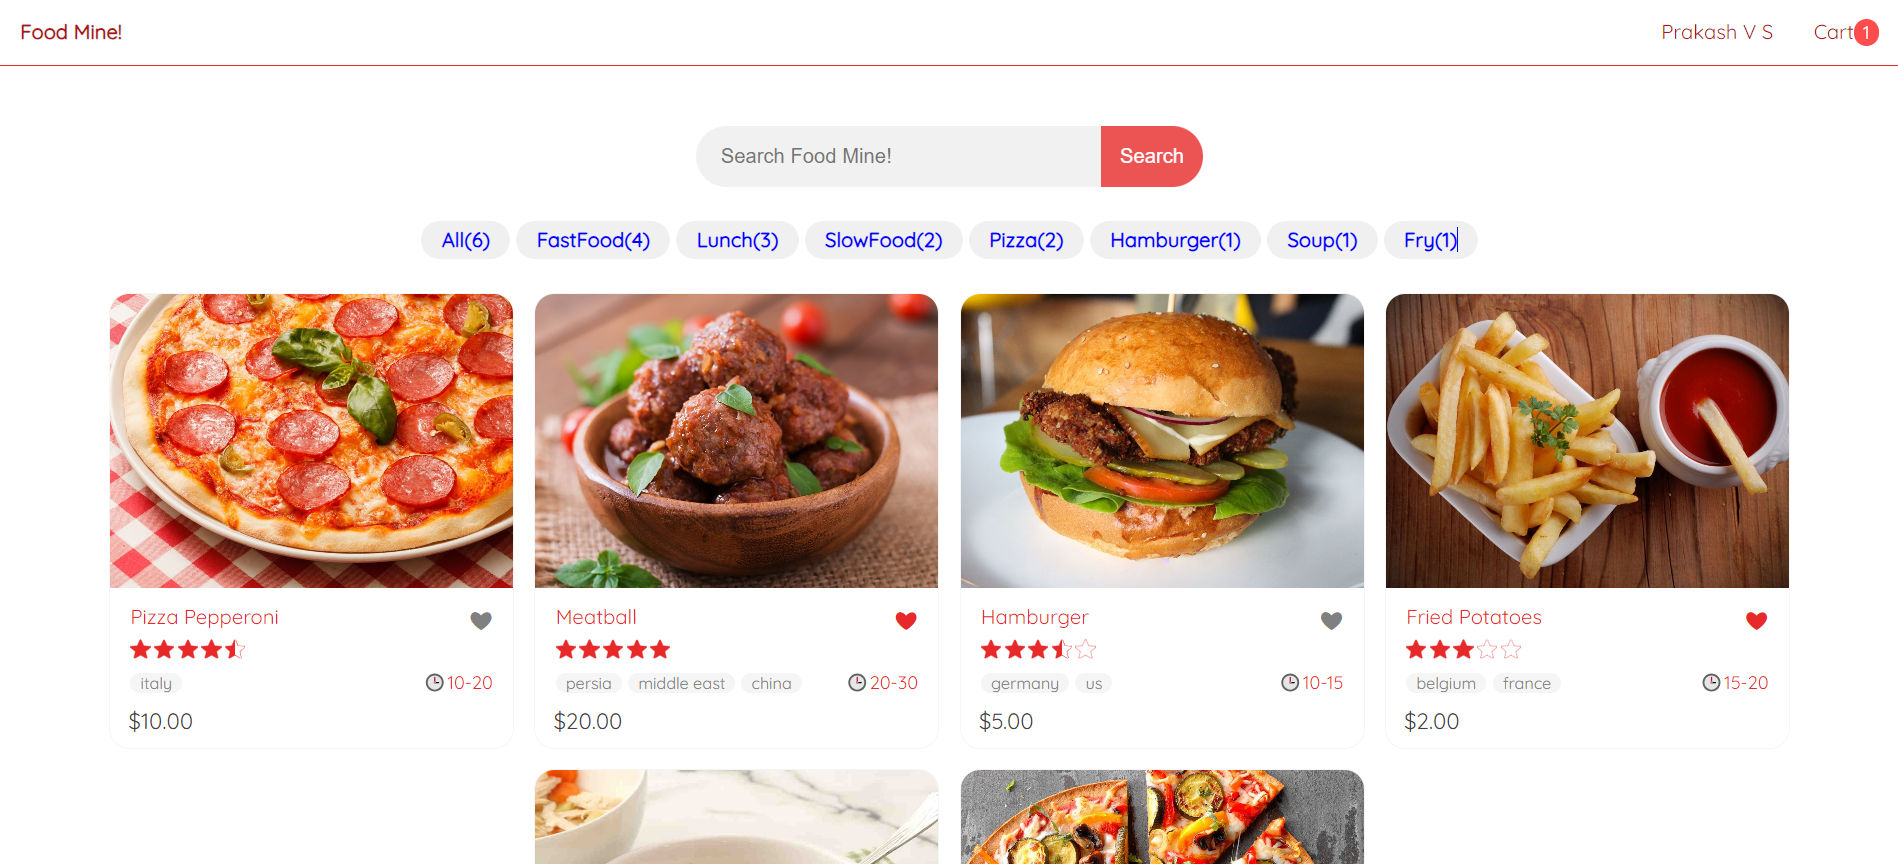 Food Mine!
Prakash V S
Cart 1
Search Food Mine!
Search
All(6) FastFood(4) Lunch(3) SlowFood(2) Pizza(2) Hamburger(1) Soup(1) Fry(1)
Pizza Pepperoni
italy
10-20
$10.00
Meatball
persia middle east china
20-30
$20.00
Hamburger
germany us
10-15
$5.00
Fried Potatoes
belgium france
15-20
$2.00